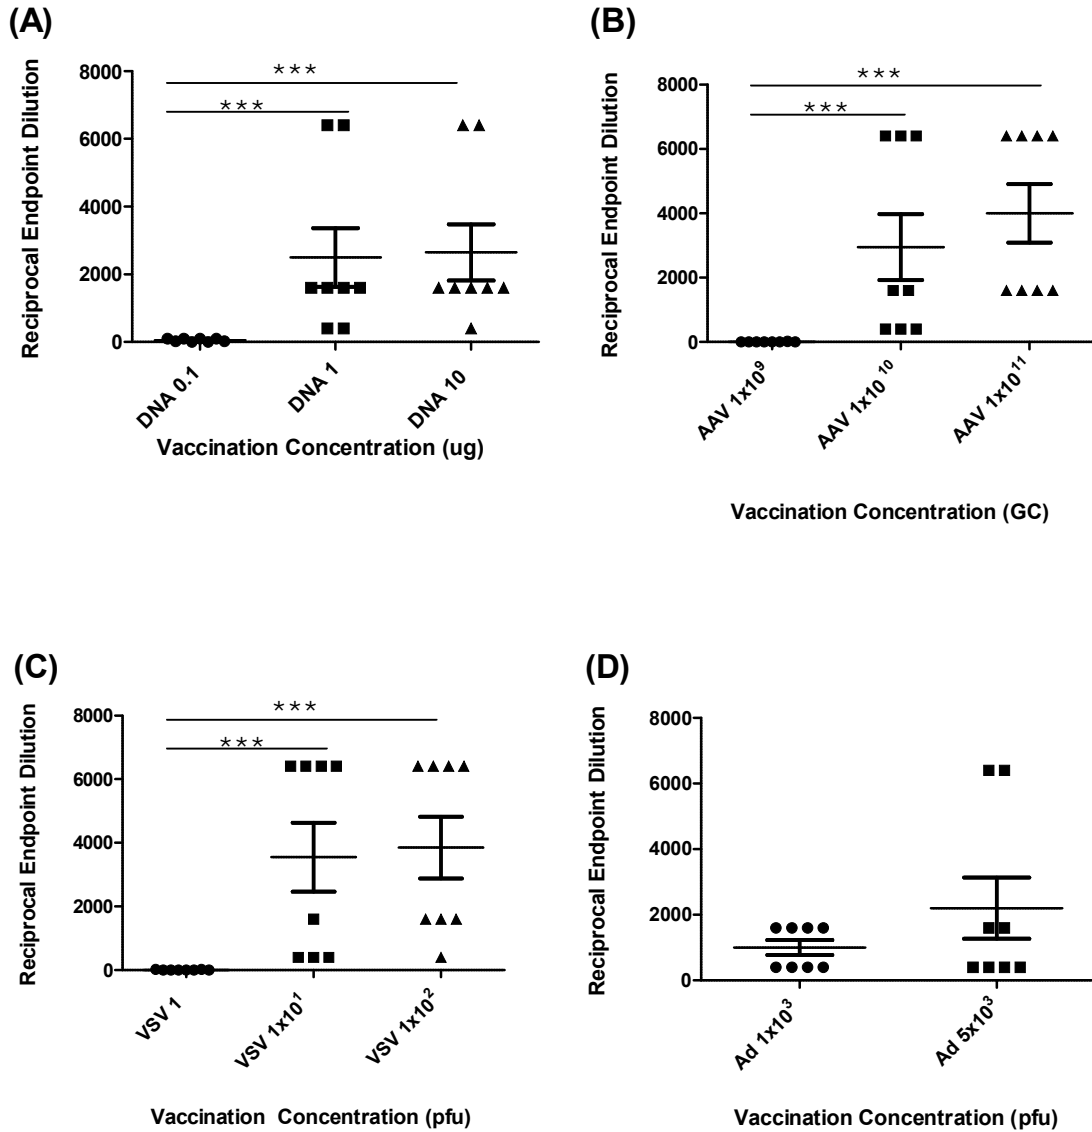 (A)
Reciprocal Endpoint Dilution
8000
6000
4000
2000
0
***
***
DNA 0.1
DNA 1
DNA 10
Vaccination Concentration (ug)
(B)
Reciprocal Endpoint Dilution
8000
6000
4000
2000
0
***
***
AAV 1x10⁹
AAV 1x10¹⁰
AAV 1x10¹¹
Vaccination Concentration (GC)
(C)
Reciprocal Endpoint Dilution
8000
6000
4000
2000
0
***
***
VSV 1
VSV 1x10¹
VSV 1x10²
Vaccination Concentration (pfu)
(D)
Reciprocal Endpoint Dilution
8000
6000
4000
2000
0
Ad 1x10³
Ad 5x10³
Vaccination Concentration (pfu)